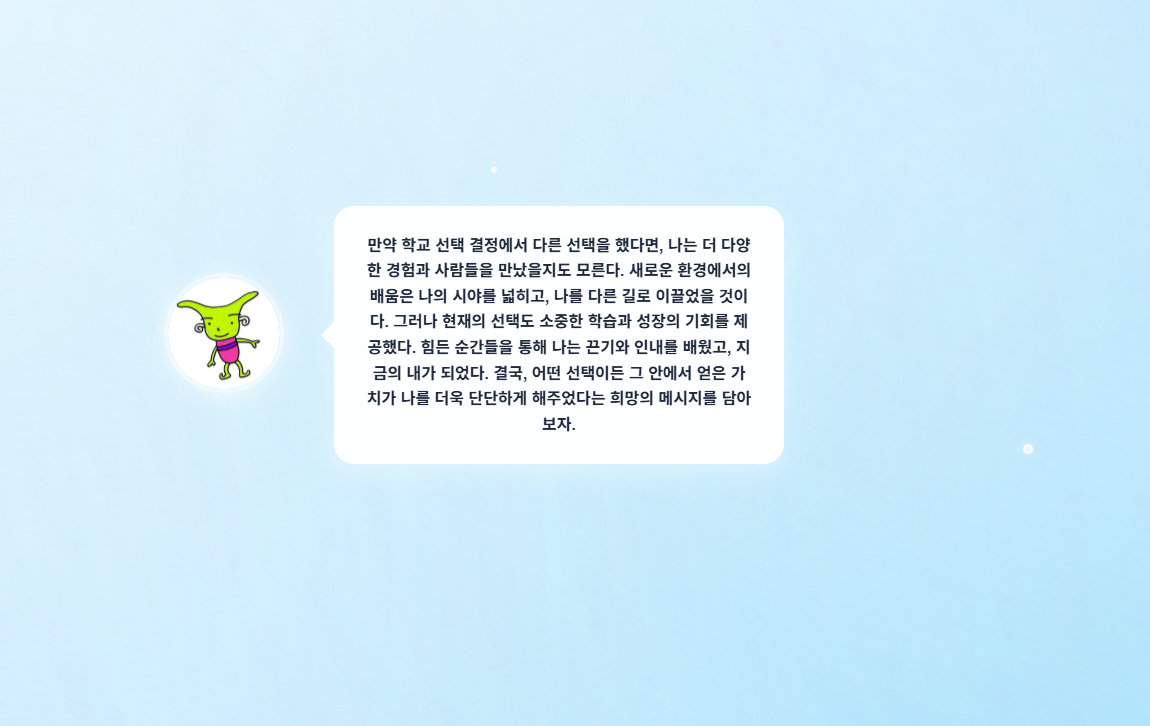 만약 학교 선택 결정에서 다른 선택을 했다면, 나는 더 다양
한 경험과 사람들을 만났을지도 모른다. 새로운 환경에서의
배움은 나의 시야를 넓히고, 나를 다른 길로 이끌었을 것이
다. 그러나 현재의 선택도 소중한 학습과 성장의 기회를 제
공했다. 힘든 순간들을 통해 나는 끈기와 인내를 배웠고, 지
금의 내가 되었다. 결국, 어떤 선택이든 그 안에서 얻은 가
치가 나를 더욱 단단하게 해주었다는 희망의 메시지를 담아
보자.